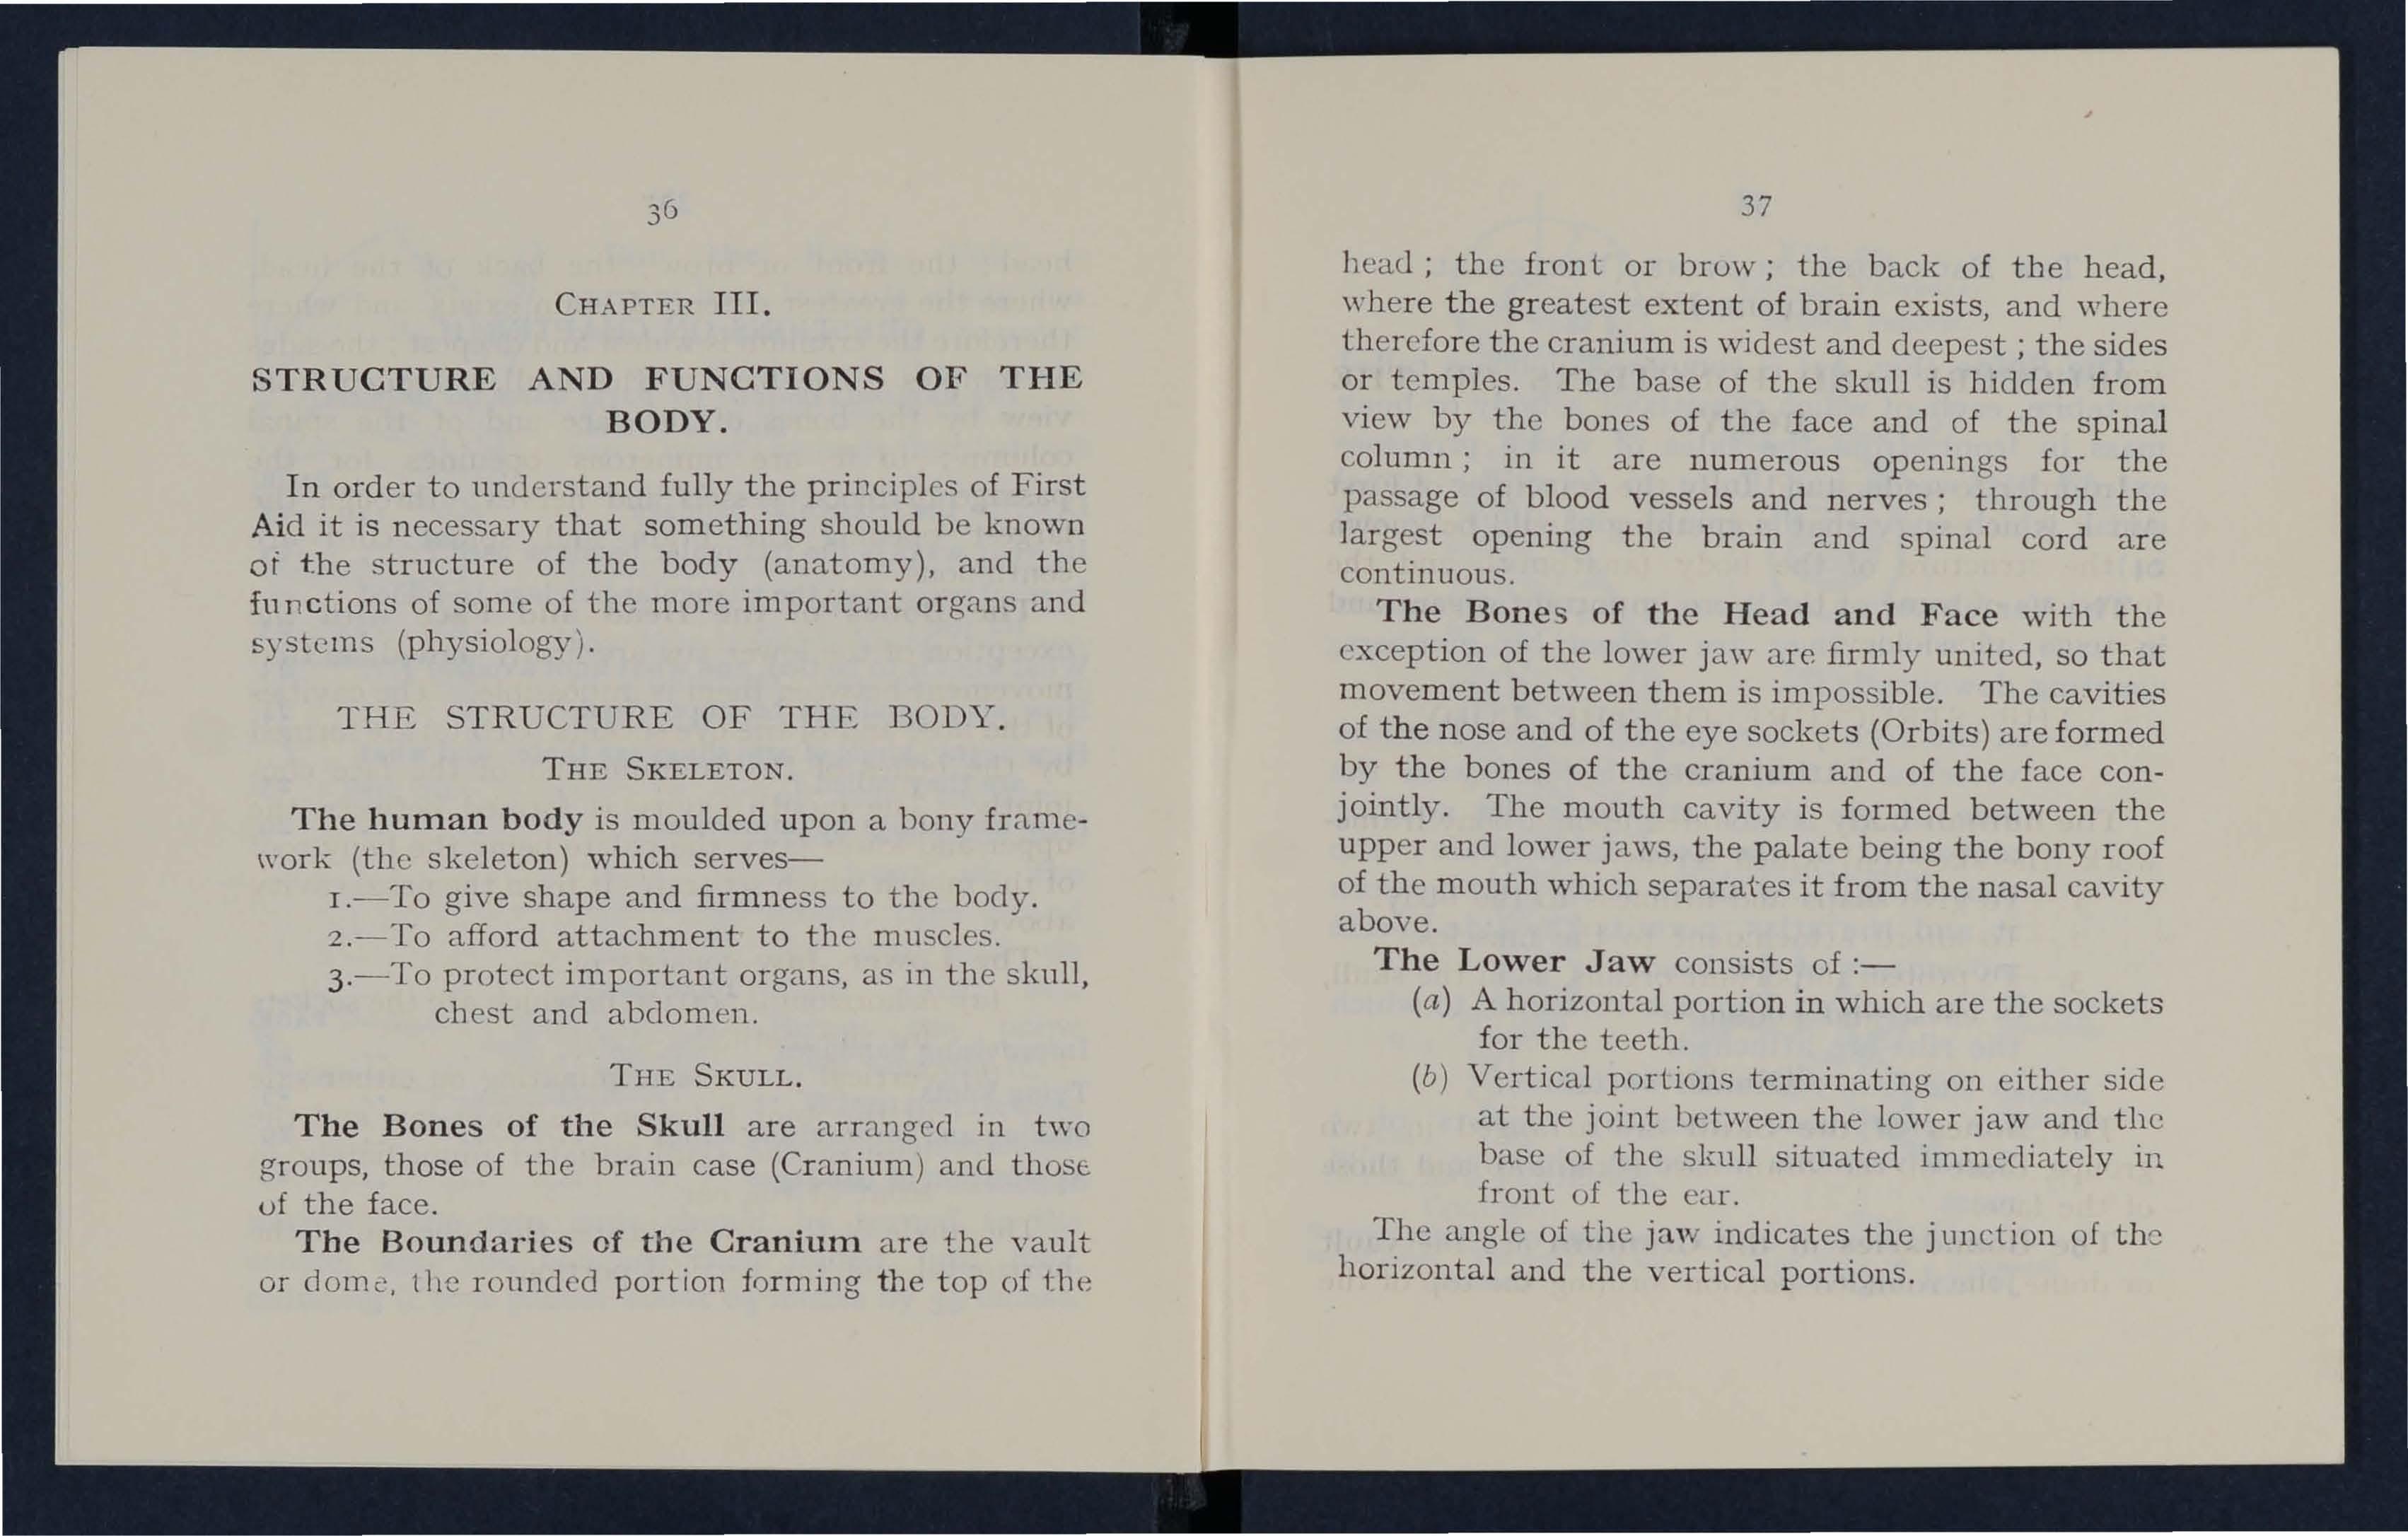 36
CHAPTER III.
STRUCTURE AND FUNCTIONS OF THE
BODY.
In order to understand fully the principles of First
Aid it is necessary that something should be known
of the structure of the body (anatomy), and the
functions of some of the more important organs and
systems (physiology).
THE STRUCTURE OF THE BODY.
THE SKELETON.
The human body is moulded upon a bony frame-
work (the skeleton) which serves—
1.—To give shape and firmness to the body.
2.—To afford attachment to the muscles.
3.—To protect important organs, as in the skull,
chest and abdomen.
THE SKULL.
The Bones of the Skull are arranged in two
groups, those of the brain case (Cranium) and those
of the face.
The Boundaries of the Cranium are the vault
or dome, the rounded portion forming the top of the
37
head ; the front or brow ; the back of the head,
where the greatest extent of brain exists, and where
therefore the cranium is widest and deepest ; the sides
or temples. The base of the skull is hidden from
view by the bones of the face and of the spinal
column ; in it are numerous openings for the
passage of blood vessels and nerves ; through the
largest opening the brain and spinal cord are
continuous.
The Bones of the Head and Face with the
exception of the lower jaw are firmly united, so that
movement between them is impossible. The cavities
of the nose and of the eye sockets (Orbits) are formed
by the bones of the cranium and of the face con-
jointly. The mouth cavity is formed between the
upper and lower jaws, the palate being the bony roof
of the mouth which separates it from the nasal cavity
above.
The Lower Jaw consists of :—
(a) A horizontal portion in which are the sockets
for the teeth.
(b) Vertical portions terminating on either side
at the joint between the lower jaw and the
base of the skull situated immediately in
front of the ear.
The angle of the jaw indicates the junction of the
horizontal and the vertical portions.